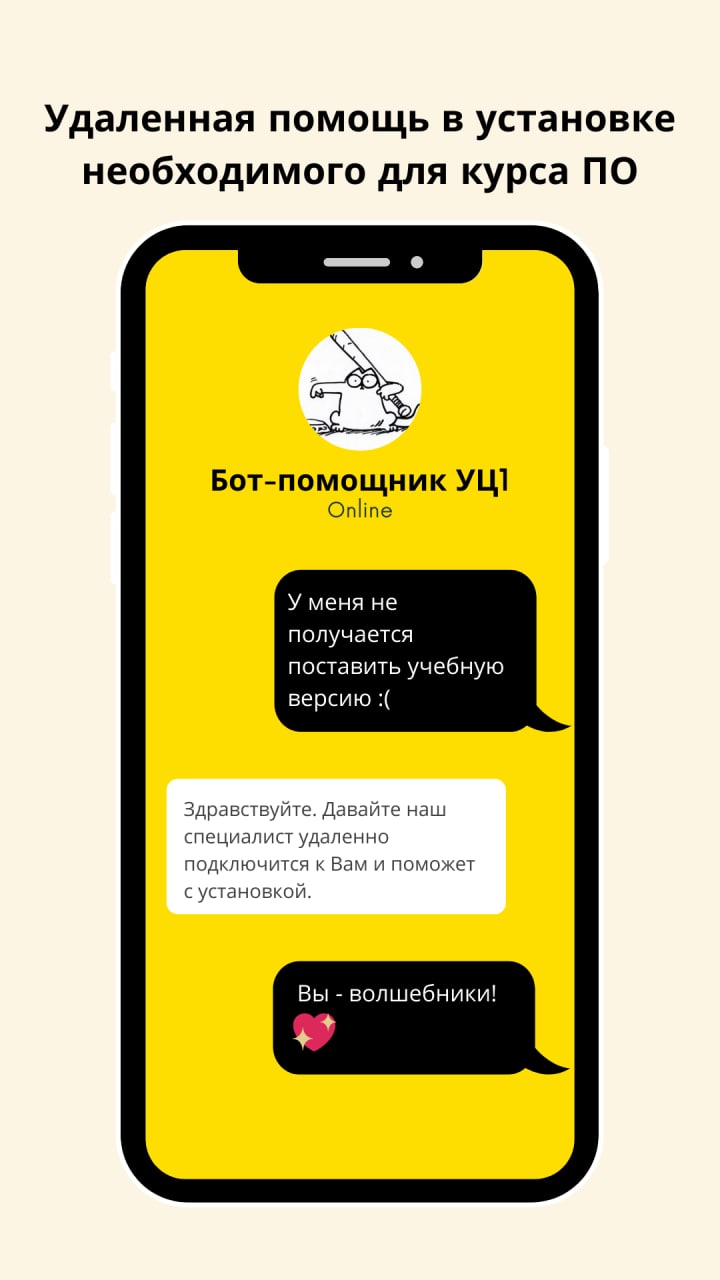 Удаленная помощь в установке
необходимого для курса ПО
Бот-помощник УЦ1
Online
У меня не
получается
поставить учебную
версию :(
Здравствуйте. Давайте наш
специалист удаленно
подключится к Вам и поможет
с установкой.
Вы - волшебники!
💖